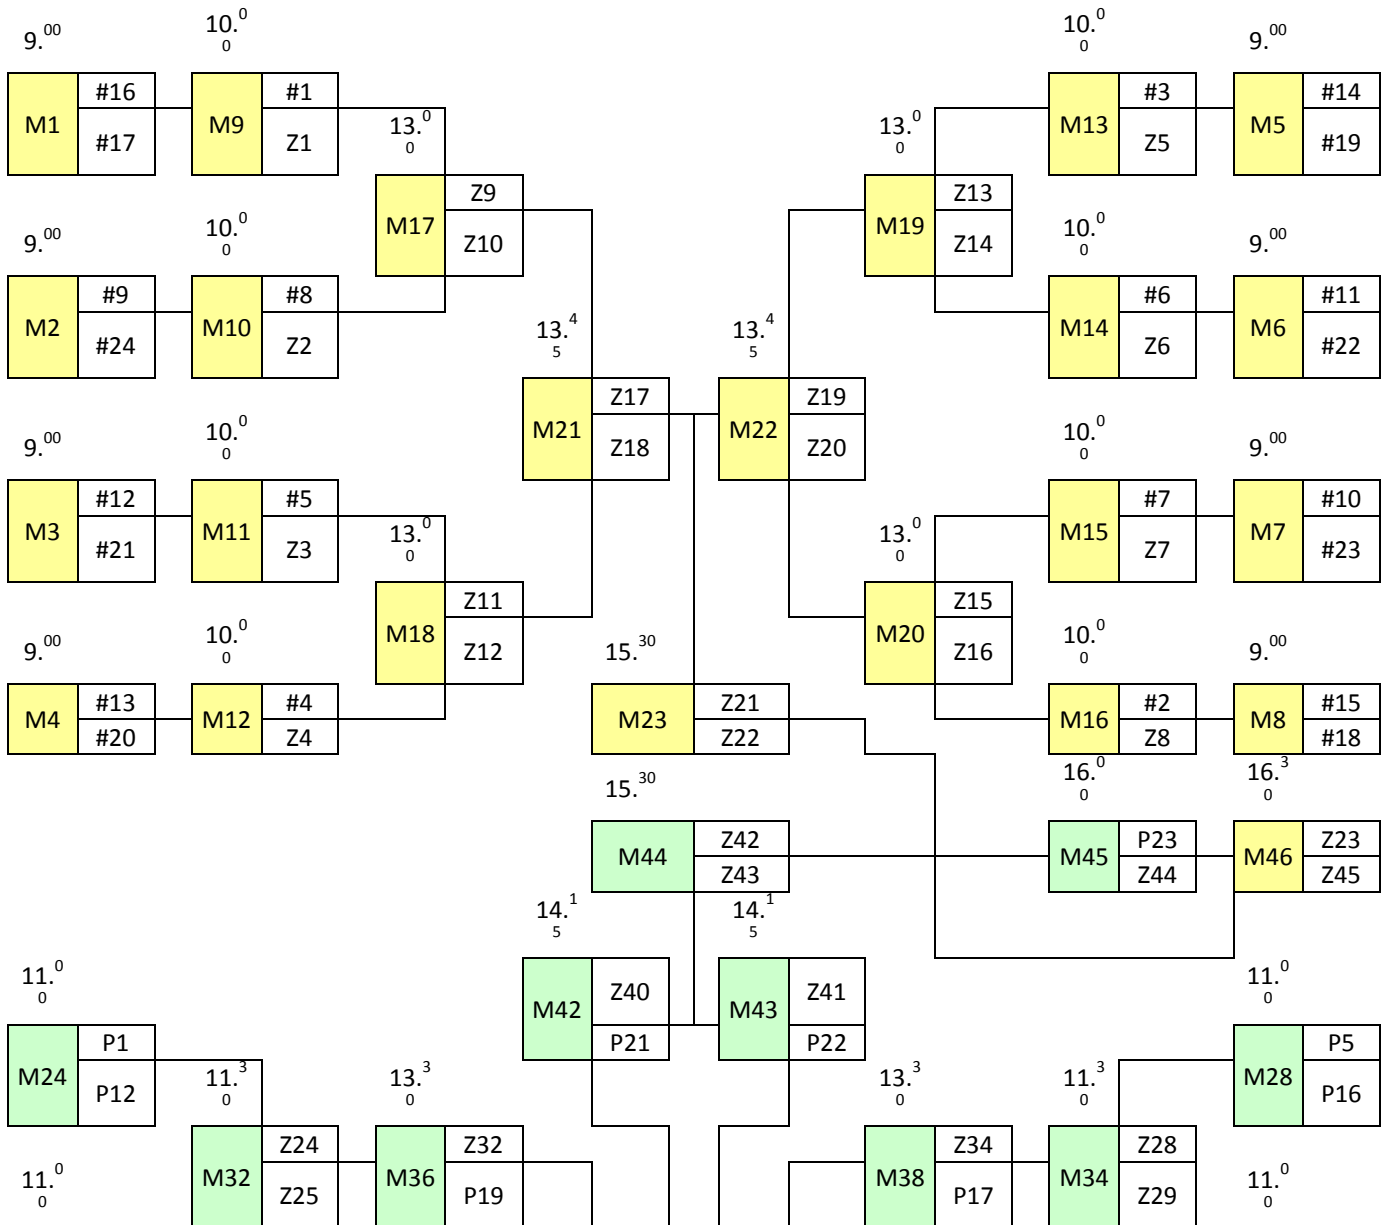 9.00 10.00 10.00 9.00
M1 #16 #17 M9 #1 Z1 13.00 13.00 M13 #3 Z5 M5 #14 #19
M17 Z9 Z10 M19 Z13 Z14
9.00 10.00 10.00 9.00
M2 #9 #24 M10 #8 Z2 13.45 13.45 M14 #6 Z6 M6 #11 #22
M21 Z17 Z18 M22 Z19 Z20
9.00 10.00 10.00 9.00
M3 #12 #21 M11 #5 Z3 13.00 13.00 M15 #7 Z7 M7 #10 #23
M18 Z11 Z12 M20 Z15 Z16
9.00 10.00 15.30 10.00 9.00
M4 #13 #20 M12 #4 Z4 M23 Z21 Z22 M16 #2 Z8 M8 #15 #18
15.30 16.00 16.30
M44 Z42 Z43 M45 P23 Z44 M46 Z23 Z45
14.15 14.15
M42 Z40 P21 M43 Z41 P22
11.00 11.00
M24 P1 P12 11.30 13.30 13.30 11.30 M28 P5 P16
M32 Z24 Z25 M36 Z32 P19 M38 Z34 P17 M34 Z28 Z29
11.00 11.00